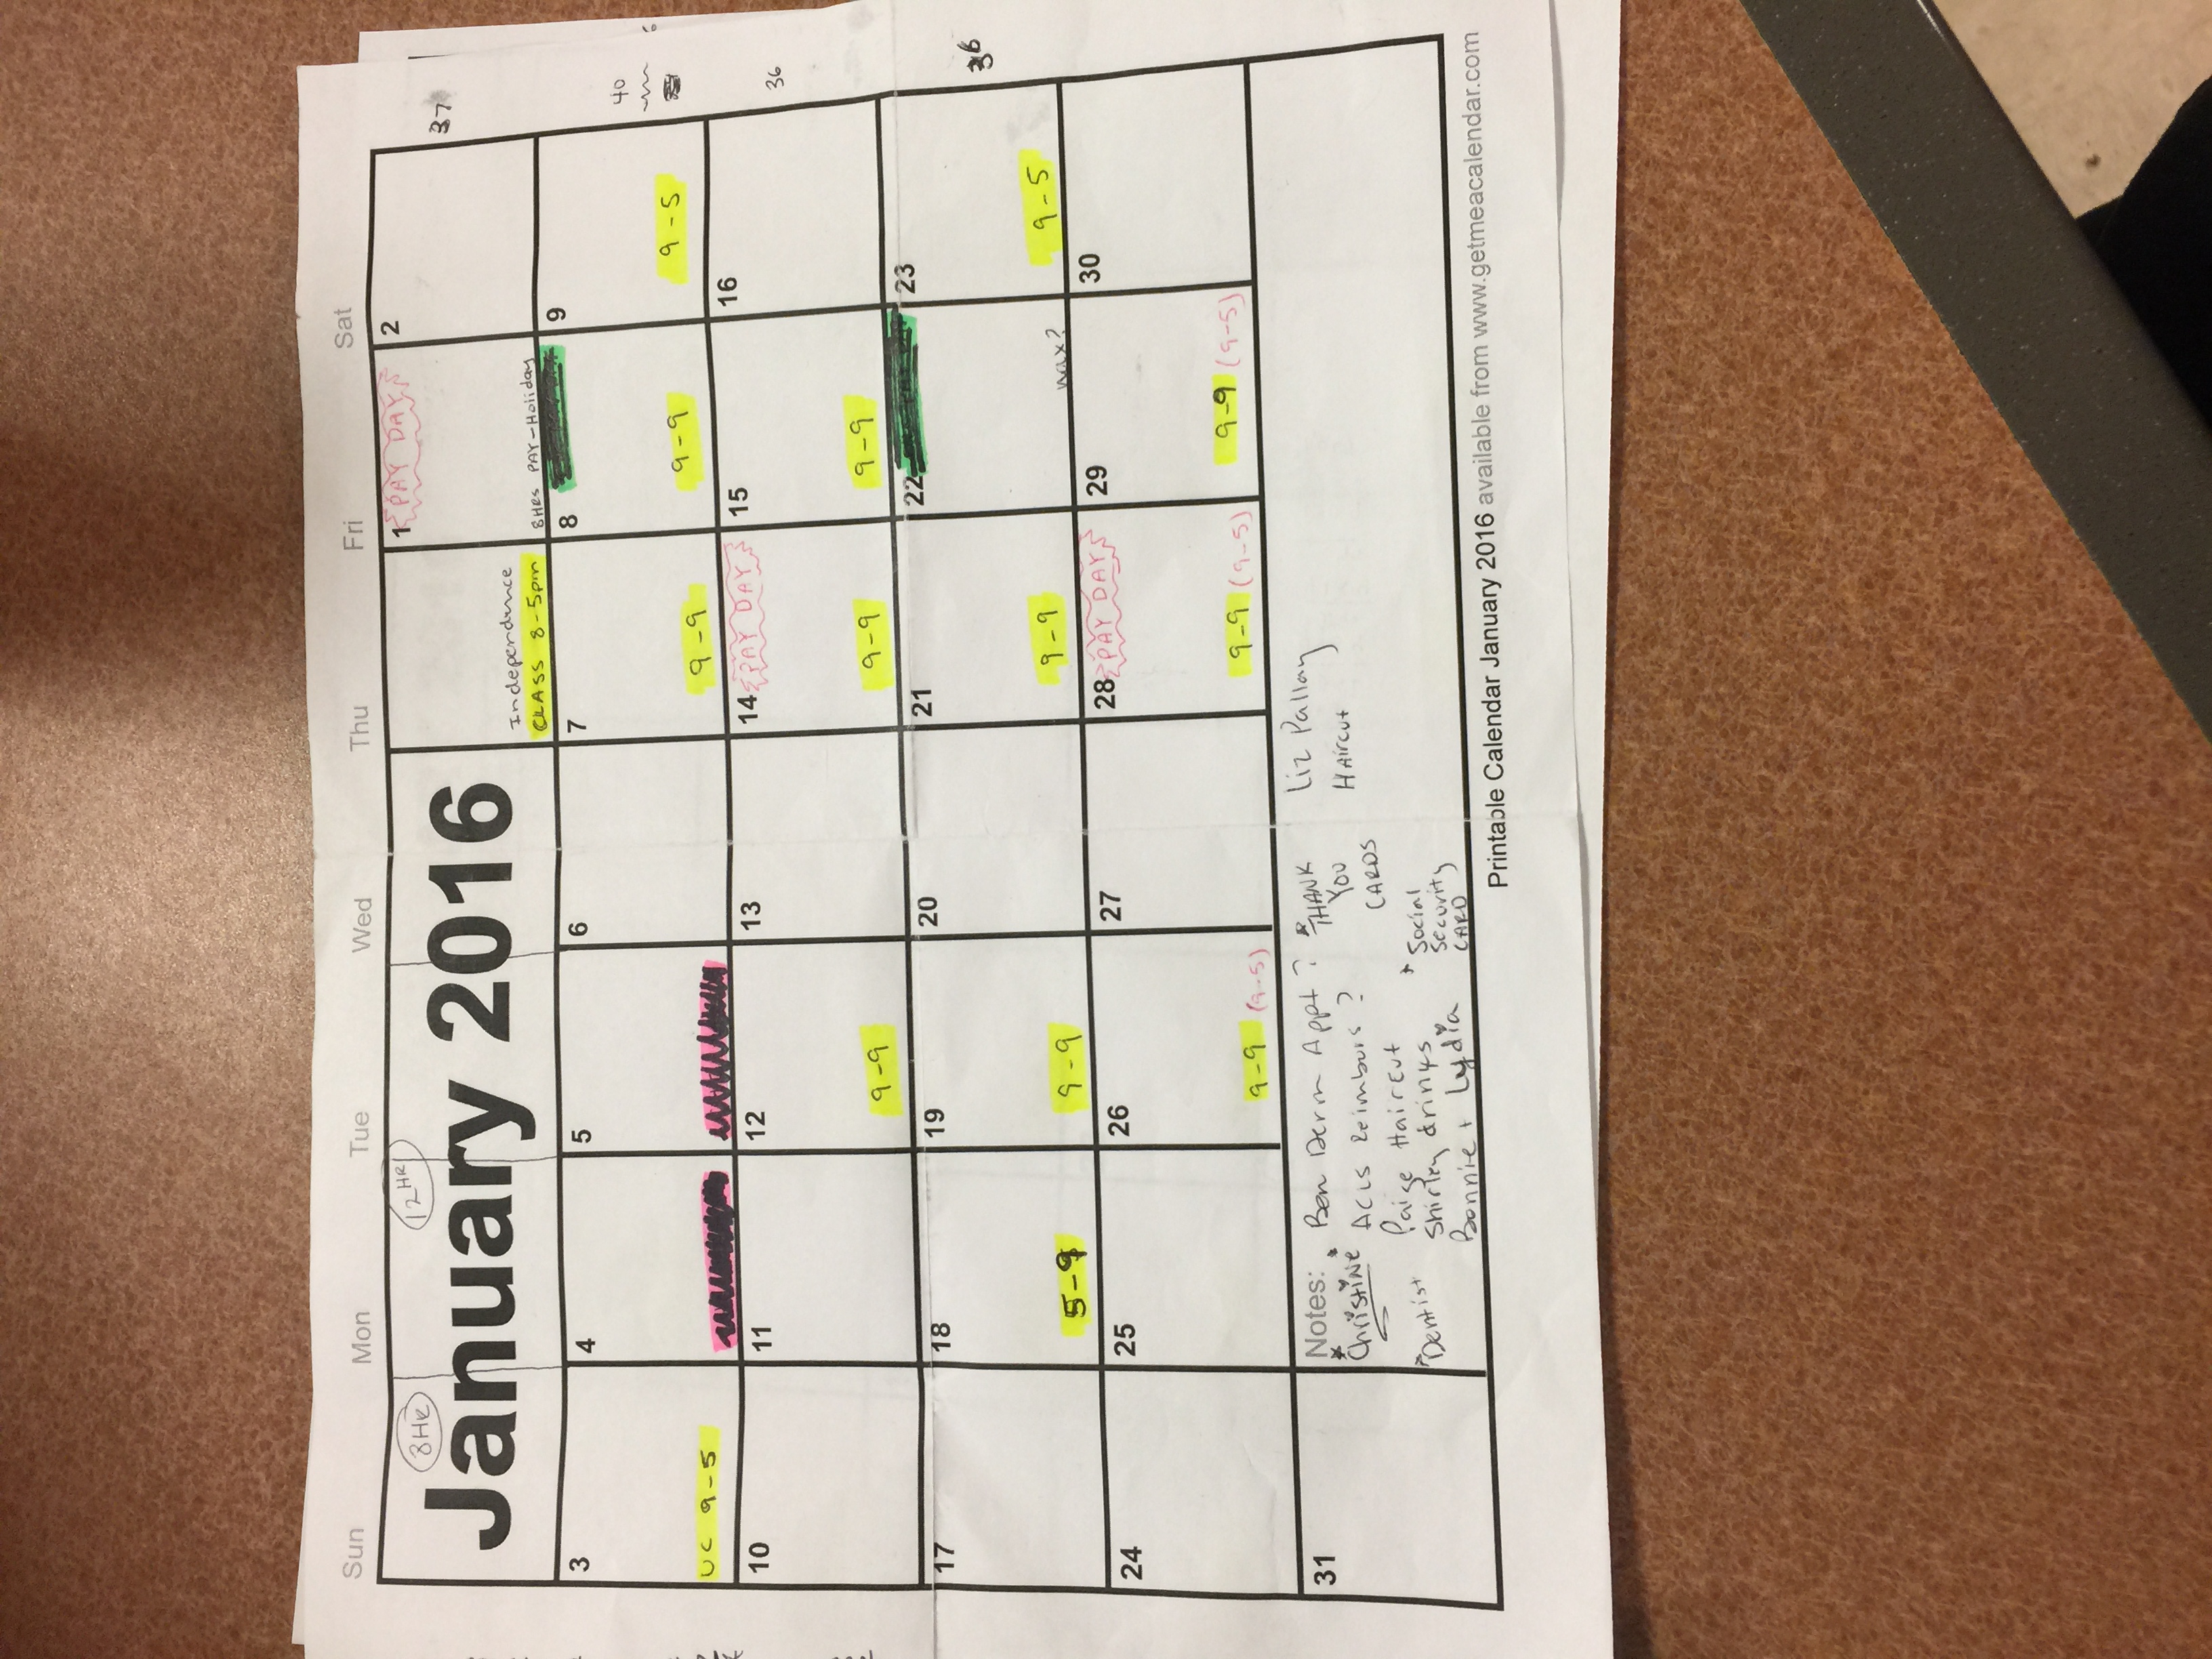 Sun Mon Tue Wed Thu Fri Sat
8HR 12HR
January 2016
Independence
CLASS 8-5pm
1 PAY DAY
8HRS PAY-Holiday
2
37
3
UC 9-5
4
5
6
7
9-9
8
9-9
9
9-5
40
10
11
12
9-9
13
14 PAY DAY
9-9
15
9-9
16
36
17
18
5-9
19
9-9
20
21
9-9
22
wax?
23
9-5
36
24
25
26
9-9 (9-5)
27
28 PAY DAY
9-9 (9-5)
29
9-9 (9-5)
30
31
Notes:
Christine
Dentist
Ben Derm Appt ?
ACLS Reimburs ?
Paige Haircut
Shirley drinks
Bonnie + Lydia
THANK
YOU
CARDS
Social
Security
CARD
Liz Pallay
Haircut
Printable Calendar January 2016 available from www.getmeacalendar.com